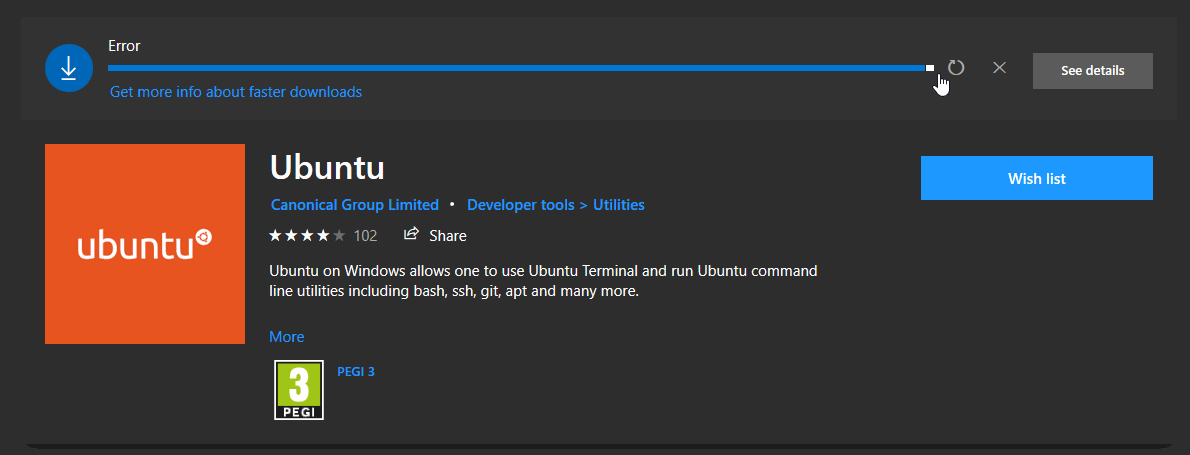 Error
Get more info about faster downloads
See details
ubuntu
Ubuntu
Wish list
Canonical Group Limited • Developer tools > Utilities
102 Share
Ubuntu on Windows allows one to use Ubuntu Terminal and run Ubuntu command
line utilities including bash, ssh, git, apt and many more.
More
3
PEGI
PEGI 3